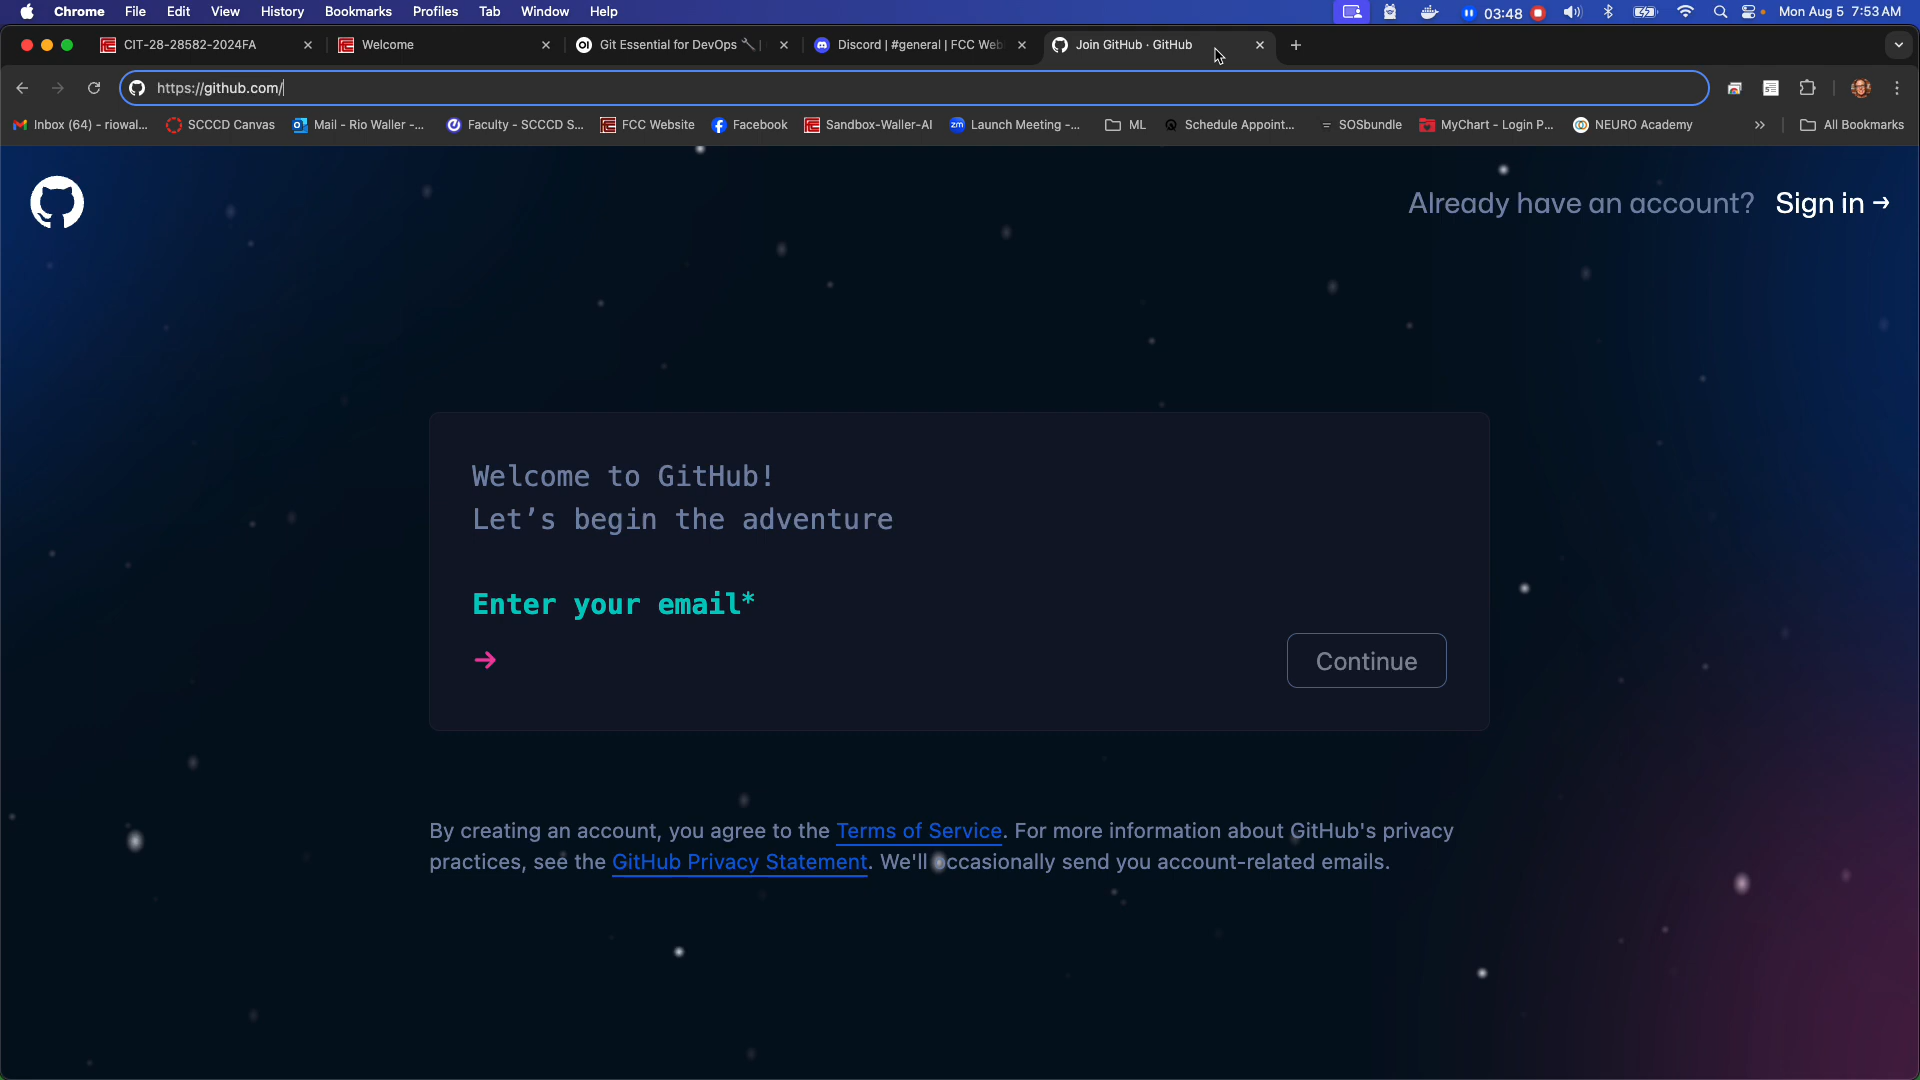 Chrome File Edit View History Bookmarks Profiles Tab Window Help 03:48 Mon Aug 5 7:53 AM
CIT-28-28582-2024FA Welcome Git Essential for DevOps Discord | #general | FCC Web Join GitHub · GitHub
https://github.com/
Inbox (64) - riowal... SCCCD Canvas Mail - Rio Waller -... Faculty - SCCCD S... FCC Website Facebook Sandbox-Waller-AI Launch Meeting -... ML Schedule Appoint... SOSbundle MyChart - Login P... NEURO Academy » All Bookmarks
Already have an account? Sign in →
Welcome to GitHub!
Let’s begin the adventure
Enter your email*
→ Continue
By creating an account, you agree to the Terms of Service. For more information about GitHub's privacy
practices, see the GitHub Privacy Statement. We'll occasionally send you account-related emails.